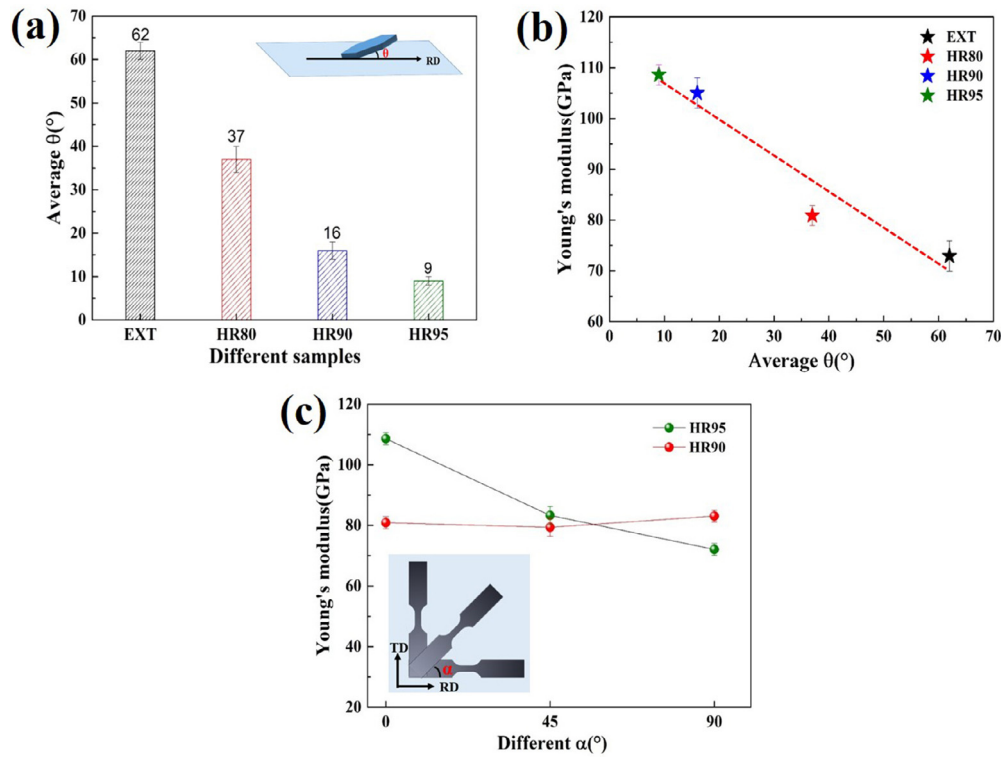 (a)
Average θ(°)
70
60
50
40
30
20
10
0
62
37
16
9
θ
RD
EXT HR80 HR90 HR95
Different samples
(b)
Young's modulus(GPa)
120
110
100
90
80
70
60
EXT
HR80
HR90
HR95
0 10 20 30 40 50 60 70
Average θ(°)
(c)
Young's modulus(GPa)
120
100
80
60
40
20
HR95
HR90
TD
α
RD
0 45 90
Different α(°)